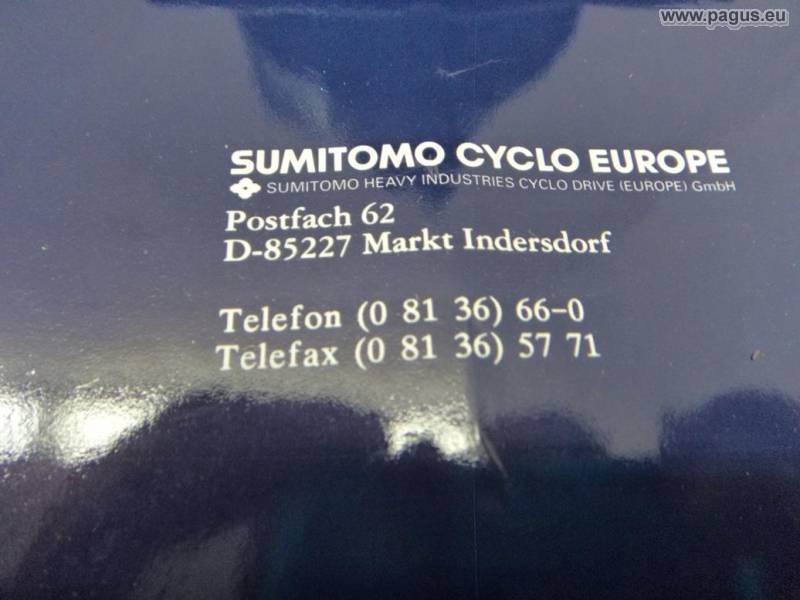 www.pagus.eu
SUMITOMO CYCLO EUROPE
SUMITOMO HEAVY INDUSTRIES CYCLO DRIVE (EUROPE) GmbH
Postfach 62
D-85227 Markt Indersdorf
Telefon (0 81 36) 66-0
Telefax (0 81 36) 57 71